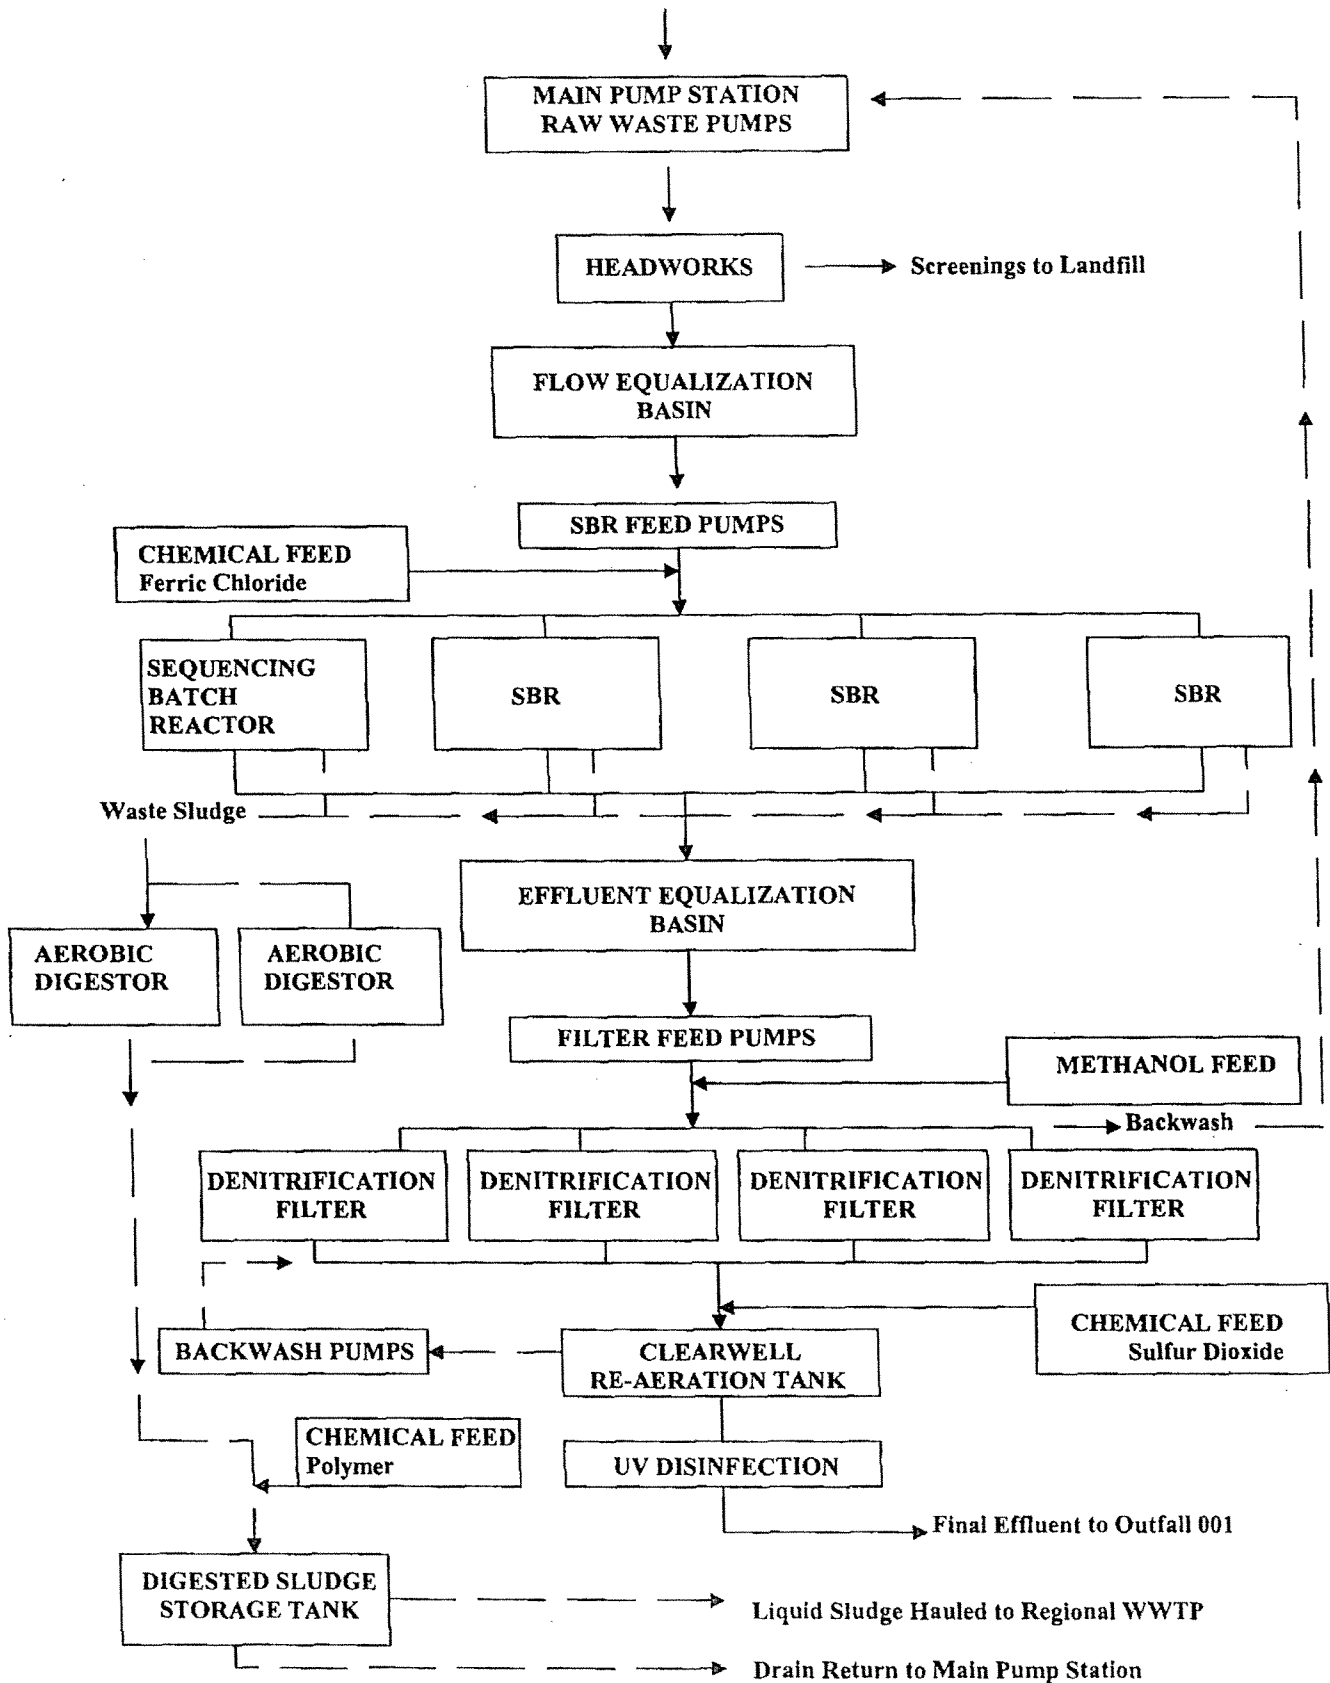 MAIN PUMP STATION
RAW WASTE PUMPS
HEADWORKS
Screenings to Landfill
FLOW EQUALIZATION
BASIN
SBR FEED PUMPS
CHEMICAL FEED
Ferric Chloride
SEQUENCING
BATCH
REACTOR
SBR
SBR
SBR
Waste Sludge
EFFLUENT EQUALIZATION
BASIN
AEROBIC
DIGESTOR
AEROBIC
DIGESTOR
FILTER FEED PUMPS
METHANOL FEED
Backwash
DENITRIFICATION
FILTER
DENITRIFICATION
FILTER
DENITRIFICATION
FILTER
DENITRIFICATION
FILTER
CHEMICAL FEED
Sulfur Dioxide
BACKWASH PUMPS
CLEARWELL
RE-AERATION TANK
CHEMICAL FEED
Polymer
UV DISINFECTION
Final Effluent to Outfall 001
DIGESTED SLUDGE
STORAGE TANK
Liquid Sludge Hauled to Regional WWTP
Drain Return to Main Pump Station